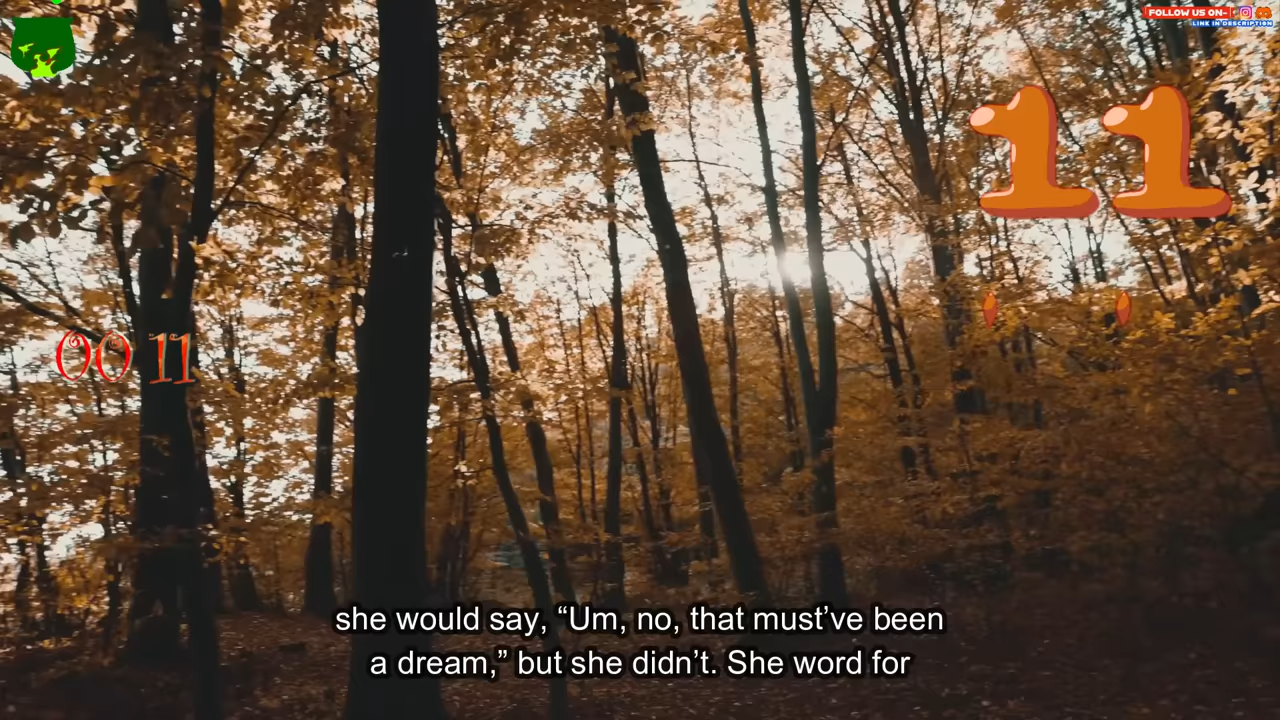 FOLLOW US ON-
LINK IN DESCRIPTION
11
00 11
she would say, “Um, no, that must’ve been
a dream,” but she didn’t. She word for